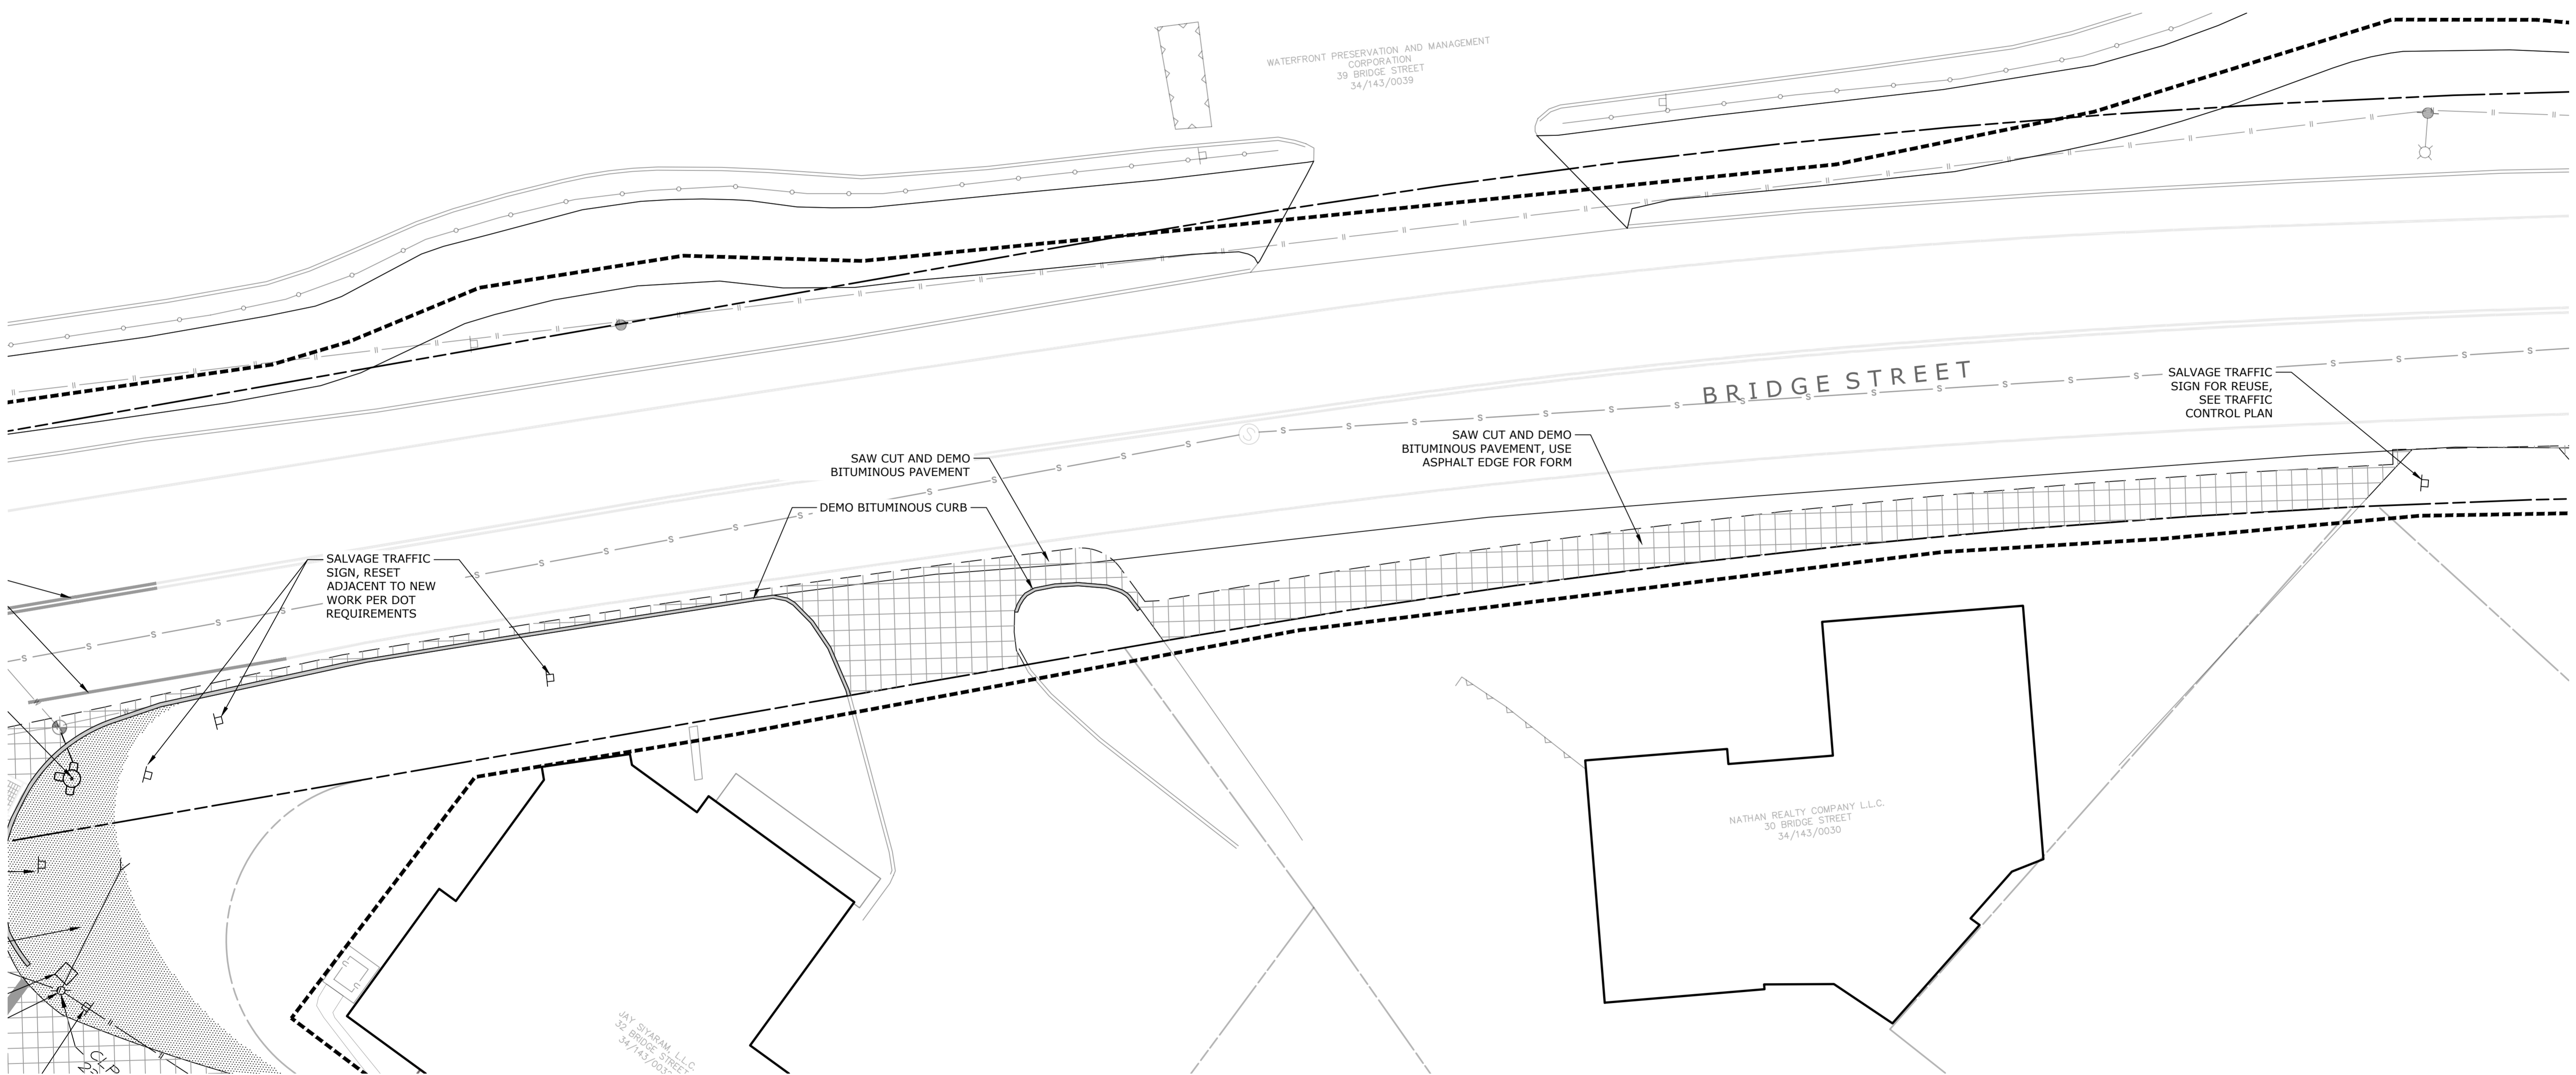 WATERFRONT PRESERVATION AND MANAGEMENT
CORPORATION
39 BRIDGE STREET
34/143/0039
BRIDGE STREET
SALVAGE TRAFFIC
SIGN FOR REUSE,
SEE TRAFFIC
CONTROL PLAN
SAW CUT AND DEMO
BITUMINOUS PAVEMENT, USE
ASPHALT EDGE FOR FORM
SAW CUT AND DEMO
BITUMINOUS PAVEMENT
DEMO BITUMINOUS CURB
SALVAGE TRAFFIC
SIGN, RESET
ADJACENT TO NEW
WORK PER DOT
REQUIREMENTS
NATHAN REALTY COMPANY L.L.C.
30 BRIDGE STREET
34/143/0030
JAY SIYARAM, L.L.C.
32 BRIDGE STREET